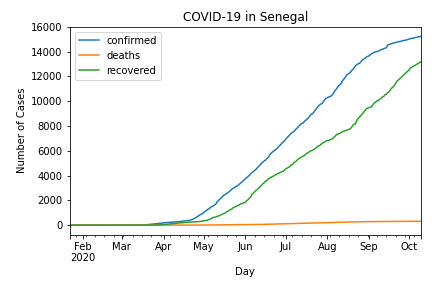 COVID-19 in Senegal
confirmed
deaths
recovered
Number of Cases
16000
14000
12000
10000
8000
6000
4000
2000
0
Feb Mar Apr May Jun Jul Aug Sep Oct
2020
Day